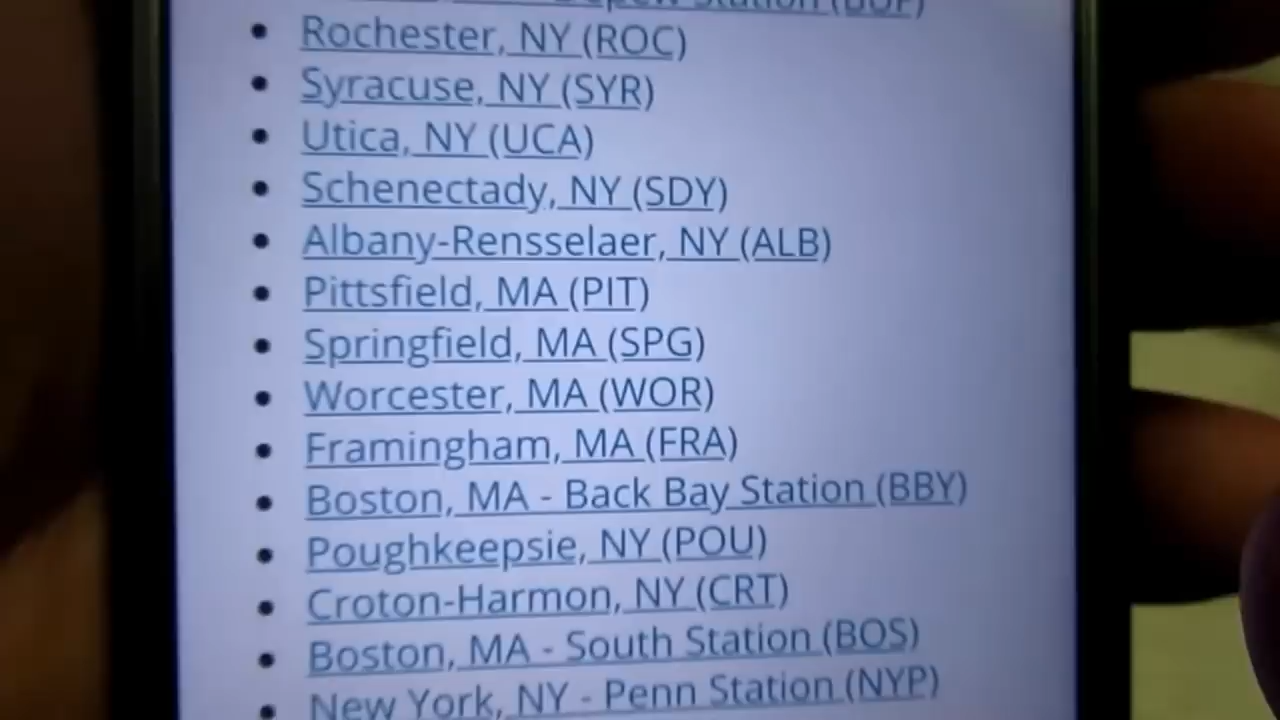 Station (BUF)
• Rochester, NY (ROC)
• Syracuse, NY (SYR)
• Utica, NY (UCA)
• Schenectady, NY (SDY)
• Albany-Rensselaer, NY (ALB)
• Pittsfield, MA (PIT)
• Springfield, MA (SPG)
• Worcester, MA (WOR)
• Framingham, MA (FRA)
• Boston, MA - Back Bay Station (BBY)
• Poughkeepsie, NY (POU)
• Croton-Harmon, NY (CRT)
• Boston, MA - South Station (BOS)
• New York, NY - Penn Station (NYP)